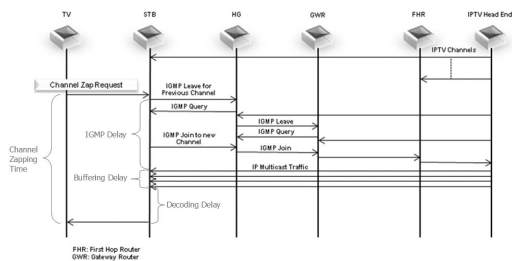 TV
STB
HG
GWR
FHR
IPTV Head End
IPTV Channels
Channel Zap Request
IGMP Leave for
Previous Channel
IGMP Query
IGMP Leave
IGMP Query
IGMP Delay
IGMP Join to new
Channel
IGMP Join
Channel
Zapping
Time
IP Multicast Traffic
Buffering Delay
Decoding Delay
FHR: First Hop Router
GWR: Gateway Router